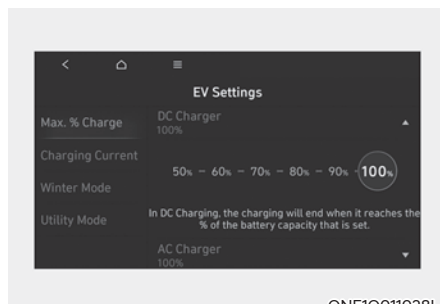 EV Settings
Max. % Charge
DC Charger
100%
Charging Current
50% - 60% - 70% - 80% - 90% - 100%
Winter Mode
Utility Mode
In DC Charging, the charging will end when it reaches the
% of the battery capacity that is set.
AC Charger
100%